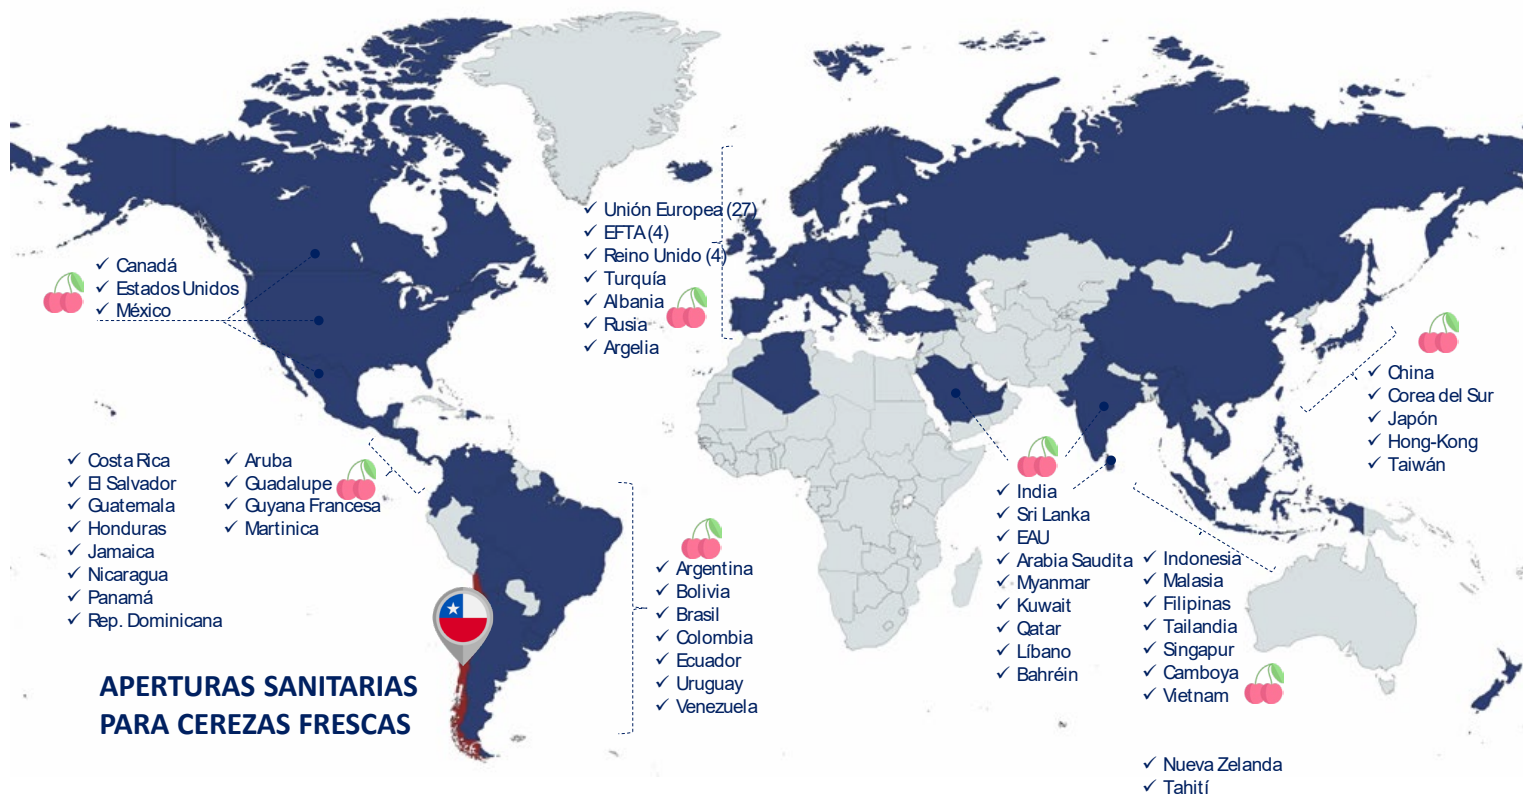 Unión Europea (27)
EFTA (4)
Reino Unido (4)
Turquía
Albania
Rusia
Argelia
Canadá
Estados Unidos
México
China
Corea del Sur
Japón
Hong-Kong
Taiwán
Costa Rica
El Salvador
Guatemala
Honduras
Jamaica
Nicaragua
Panamá
Rep. Dominicana
Aruba
Guadalupe
Guyana Francesa
Martinica
Argentina
Bolivia
Brasil
Colombia
Ecuador
Uruguay
Venezuela
India
Sri Lanka
EAU
Arabia Saudita
Myanmar
Kuwait
Qatar
Líbano
Bahréin
Indonesia
Malasia
Filipinas
Tailandia
Singapur
Camboya
Vietnam
Nueva Zelanda
Tahití
APERTURAS SANITARIAS
PARA CEREZAS FRESCAS